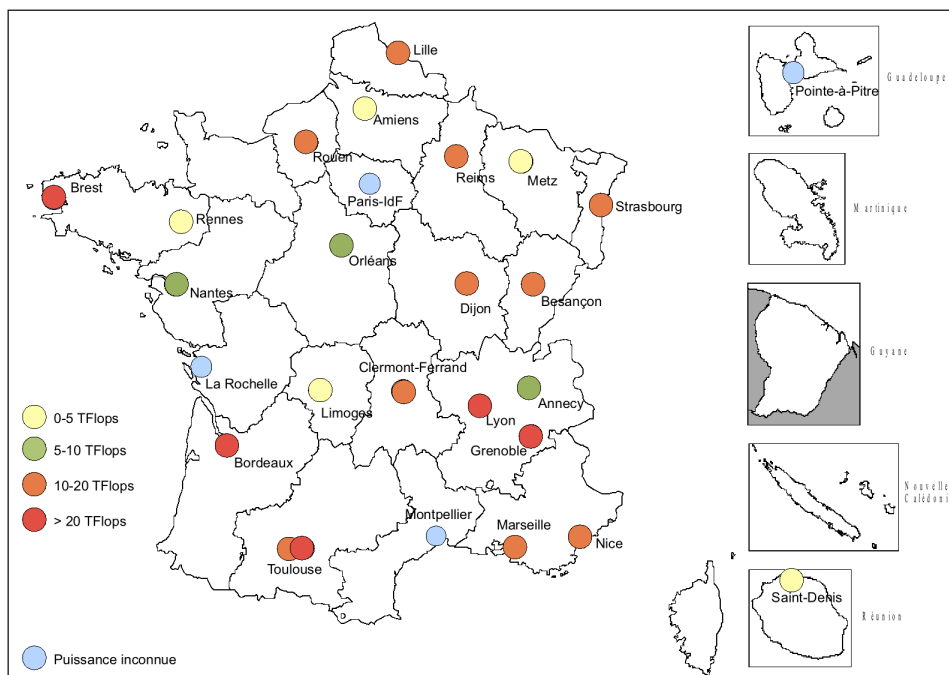 Lille
Guadeloupe
Pointe-à-Pitre
Amiens
Rouen
Reims
Metz
Brest
Paris-IdF
Strasbourg
Martinique
Rennes
Orléans
Nantes
Dijon
Besançon
Guyane
Clermont-Ferrand
La Rochelle
Limoges
Annecy
Lyon
0-5 TFlops
5-10 TFlops
Grenoble
Bordeaux
10-20 TFlops
> 20 TFlops
Nouvelle
Calédoni
Montpellier
Marseille
Nice
Toulouse
Saint-Denis
Réunion
Puissance inconnue